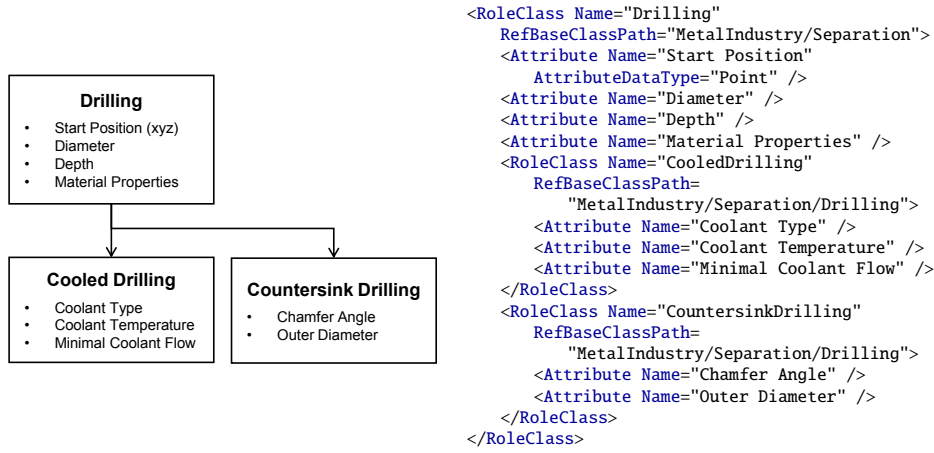 Drilling
• Start Position (xyz)
• Diameter
• Depth
• Material Properties
Cooled Drilling
• Coolant Type
• Coolant Temperature
• Minimal Coolant Flow
Countersink Drilling
• Chamfer Angle
• Outer Diameter
<RoleClass Name="Drilling"
RefBaseClassPath="MetalIndustry/Separation">
<Attribute Name="Start Position"
AttributeDataType="Point" />
<Attribute Name="Diameter" />
<Attribute Name="Depth" />
<Attribute Name="Material Properties" />
<RoleClass Name="CooledDrilling"
RefBaseClassPath=
"MetalIndustry/Separation/Drilling">
<Attribute Name="Coolant Type" />
<Attribute Name="Coolant Temperature" />
<Attribute Name="Minimal Coolant Flow" />
</RoleClass>
<RoleClass Name="CountersinkDrilling"
RefBaseClassPath=
"MetalIndustry/Separation/Drilling">
<Attribute Name="Chamfer Angle" />
<Attribute Name="Outer Diameter" />
</RoleClass>
</RoleClass>